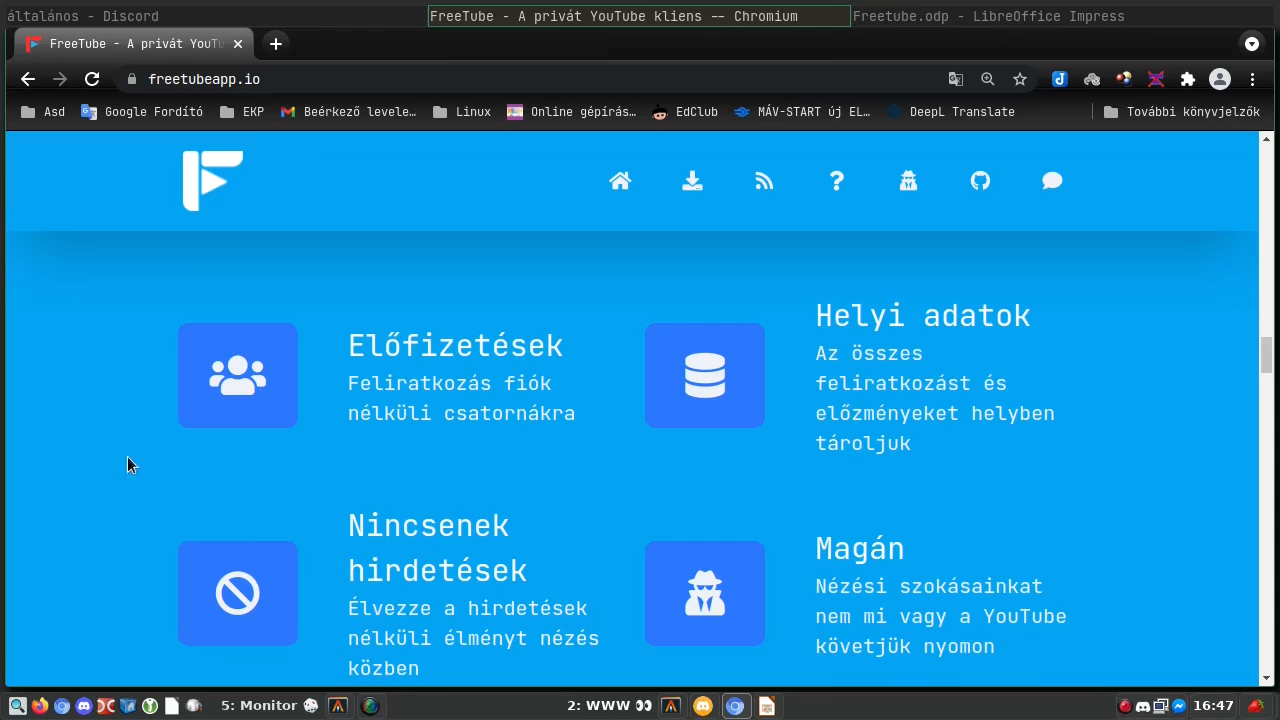 általános - Discord
FreeTube - A privát YouTube kliens -- Chromium
Freetube.odp - LibreOffice Impress
FreeTube - A privát YouTu
freetubeapp.io
Asd
Google Fordító
EKP
Beérkező levele…
Linux
Online gépírás…
EdClub
MÁV-START új EL…
DeepL Translate
További könyvjelzők
Előfizetések
Feliratkozás fiók
nélküli csatornákra
Helyi adatok
Az összes
feliratkozást és
előzményeket helyben
tároljuk
Nincsenek
hirdetések
Élvezze a hirdetések
nélküli élményt nézés
közben
Magán
Nézési szokásainkat
nem mi vagy a YouTube
követjük nyomon
5: Monitor
2: WWW
16:47